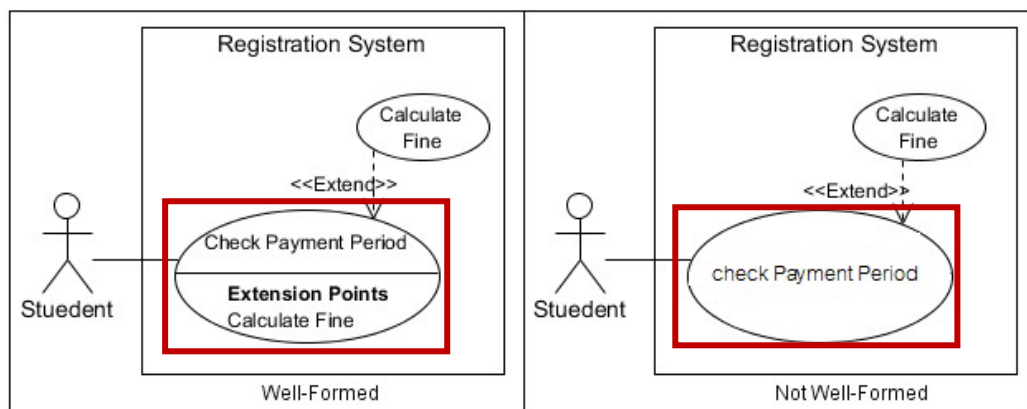 Registration System
Calculate
Fine
<<Extend>>
Check Payment Period
Extension Points
Calculate Fine
Stuedent
Well-Formed
Registration System
Calculate
Fine
<<Extend>>
check Payment Period
Stuedent
Not Well-Formed